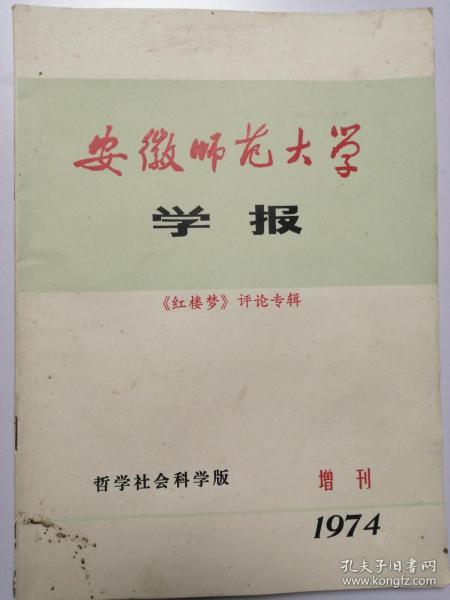 安徽师范大学
学报
《红楼梦》评论专辑
哲学社会科学版
增刊
1974
孔夫子旧书网
www.kongfz.com